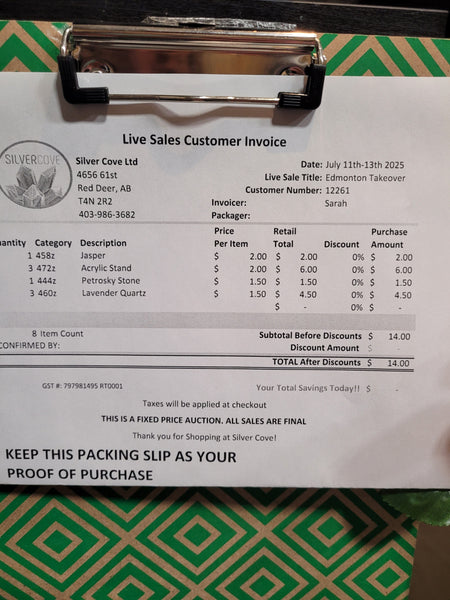 Live Sales Customer Invoice
SILVERCOVE
Silver Cove Ltd
4656 61st
Red Deer, AB
T4N 2R2
403-986-3682
Date: July 11th-13th 2025
Live Sale Title: Edmonton Takeover
Customer Number: 12261
Invoicer: Sarah
Packager:
antity Category Description Price Per Item Retail Total Discount Purchase Amount
1 458z Jasper $ 2.00 $ 2.00 0% $ 2.00
3 472z Acrylic Stand $ 2.00 $ 6.00 0% $ 6.00
1 444z Petrosky Stone $ 1.50 $ 1.50 0% $ 1.50
3 460z Lavender Quartz $ 1.50 $ 4.50 0% $ 4.50
$ - 0% $ -
8 Item Count Subtotal Before Discounts $ 14.00
CONFIRMED BY: Discount Amount $ -
TOTAL After Discounts $ 14.00
GST #: 797981495 RT0001 Your Total Savings Today!! $ -
Taxes will be applied at checkout
THIS IS A FIXED PRICE AUCTION. ALL SALES ARE FINAL
Thank you for Shopping at Silver Cove!
KEEP THIS PACKING SLIP AS YOUR
PROOF OF PURCHASE